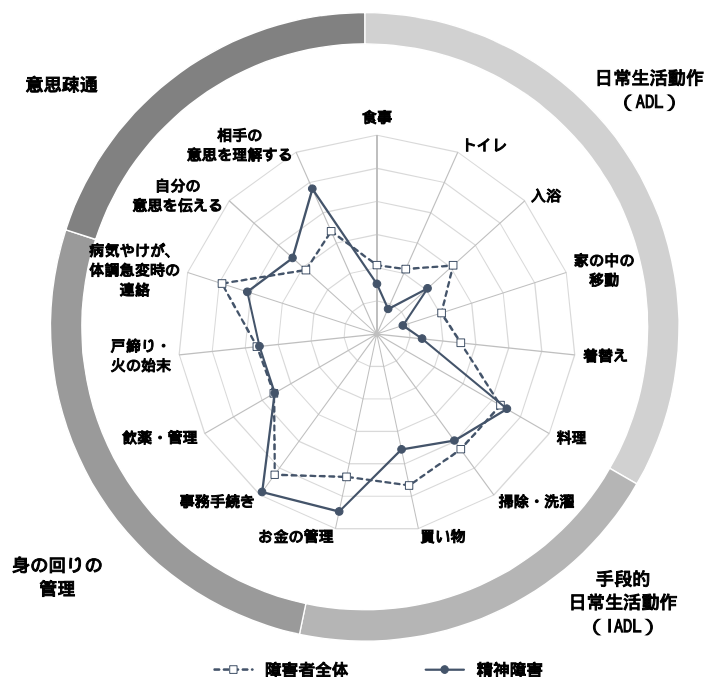 意思疎通
日常生活動作
（ADL）
食事
トイレ
入浴
家の中の
移動
着替え
料理
掃除・洗濯
買い物
お金の管理
事務手続き
飲薬・管理
戸締り・
火の始末
病気やけが、
体調急変時の
連絡
自分の
意思を伝える
相手の
意思を理解する
身の回りの
管理
手段的
日常生活動作
（IADL）
障害者全体
精神障害